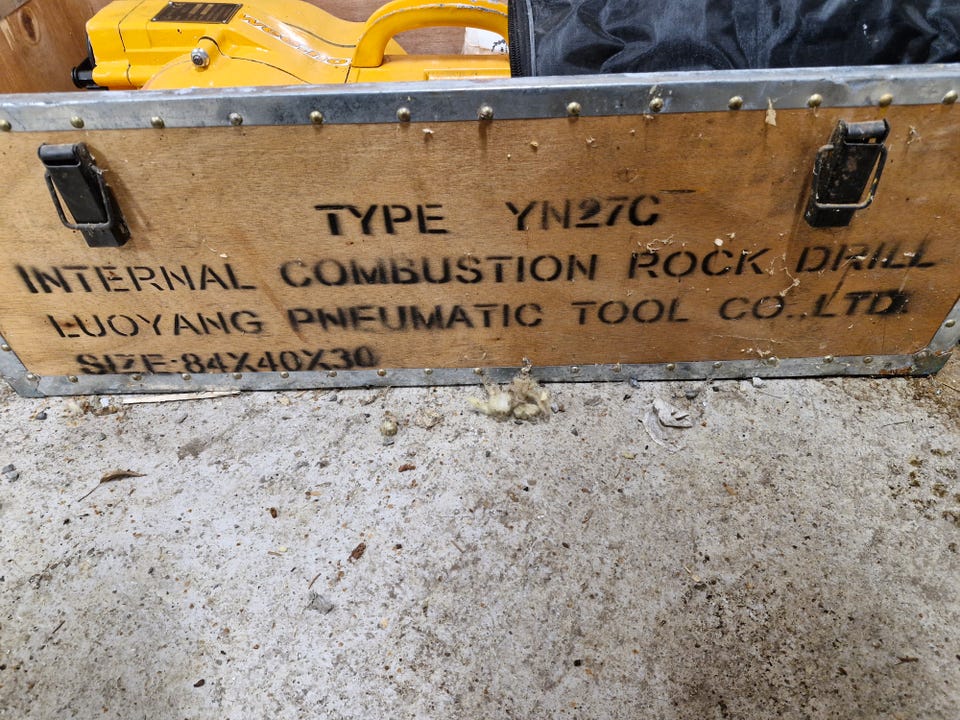 TYPE YN27C
INTERNAL COMBUSTION ROCK DRILL
LUOYANG PNEUMATIC TOOL CO.,LTD.
SIZE:84X40X30